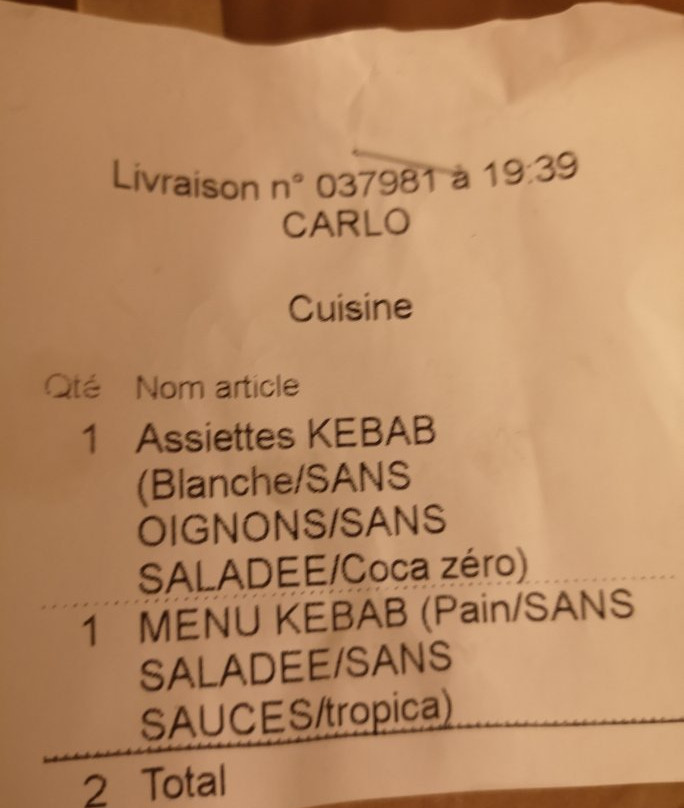 Livraison n° 037981 à 19:39
CARLO
Cuisine
Qté Nom article
1 Assiettes KEBAB
(Blanche/SANS
OIGNONS/SANS
SALADEE/Coca zéro)
1 MENU KEBAB (Pain/SANS
SALADEE/SANS
SAUCES/tropica)
2 Total